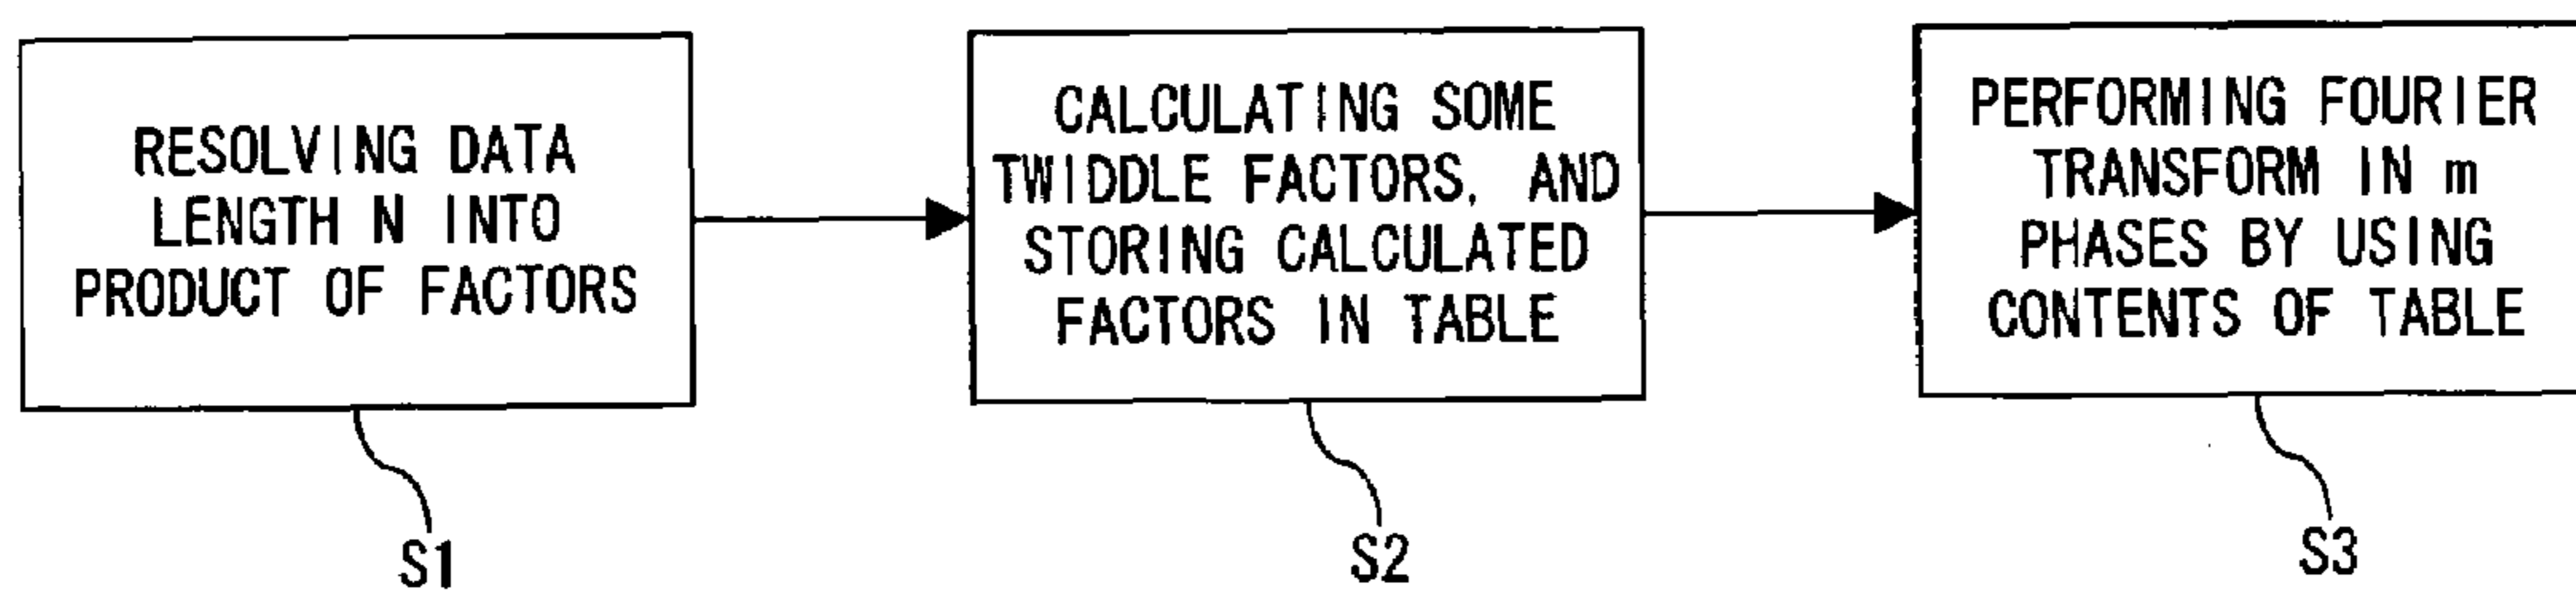 RESOLVING DATA
LENGTH N INTO
PRODUCT OF FACTORS
CALCULATING SOME
TWIDDLE FACTORS, AND
STORING CALCULATED
FACTORS IN TABLE
PERFORMING FOURIER
TRANSFORM IN m
PHASES BY USING
CONTENTS OF TABLE
S1
S2
S3